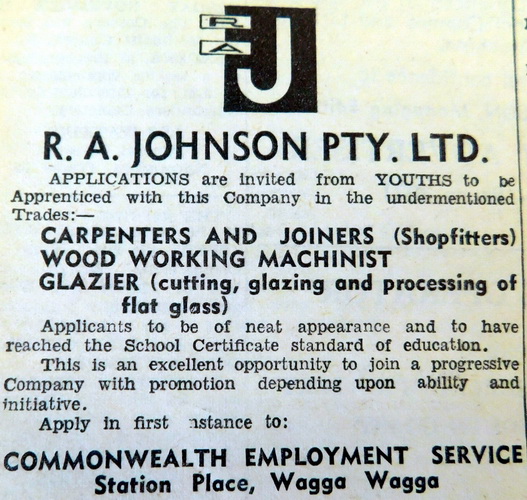 R
A
J
R. A. JOHNSON PTY. LTD.
APPLICATIONS are invited from YOUTHS to be
Apprenticed with this Company in the undermentioned
Trades:—
CARPENTERS AND JOINERS (Shopfitters)
WOOD WORKING MACHINIST
GLAZIER (cutting, glazing and processing of
flat glass)
Applicants to be of neat appearance and to have
reached the School Certificate standard of education.
This is an excellent opportunity to join a progressive
Company with promotion depending upon ability and
initiative.
Apply in first nstance to:
COMMONWEALTH EMPLOYMENT SERVICE
Station Place, Wagga Wagga